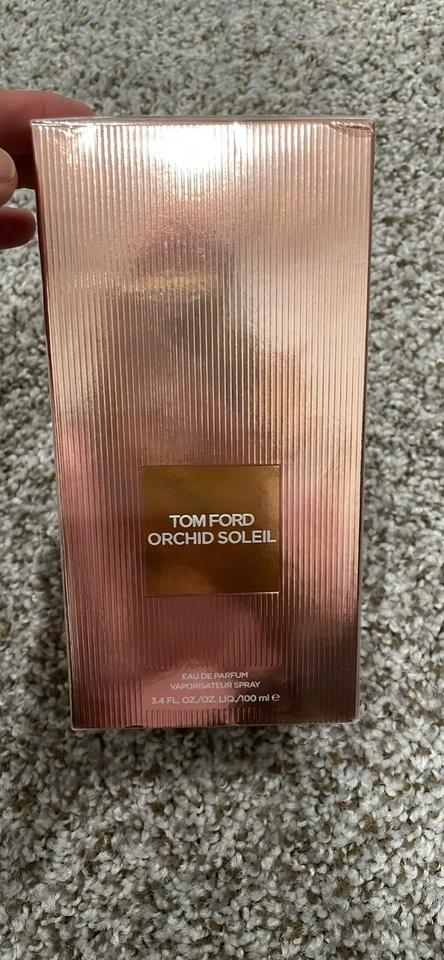 TOM FORD
ORCHID SOLEIL
EAU DE PARFUM
VAPORISATEUR SPRAY
3.4 FL. OZ./OZ. LIQ./100 ml ℮